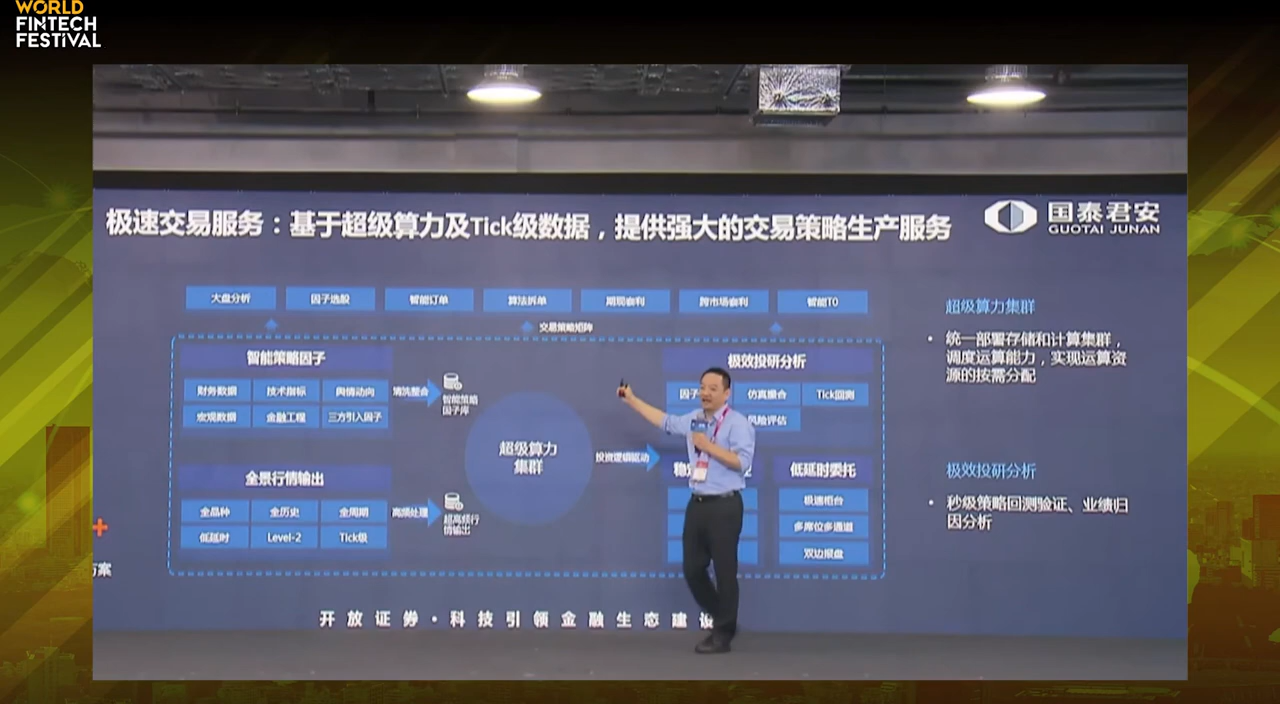 WORLD
FINTECH
FESTIVAL
极速交易服务：基于超级算力及Tick级数据，提供强大的交易策略生产服务
国泰君安
GUOTAI JUNAN
大盘分析
因子选股
智能订单
算法拆单
期现套利
跨市场套利
智能T0
交易策略矩阵
智能策略因子
财务数据
技术指标
舆情动向
宏观数据
金融工程
三方引入因子
清洗整合
智能策略
因子库
全景行情输出
全品种
全历史
全周期
低延时
Level-2
Tick级
高频处理
超高频行
情输出
超级算力
集群
投资逻辑驱动
极效投研分析
因子
仿真撮合
Tick回测
风险评估
低延时委托
极速柜台
多席位多通道
双边报盘
超级算力集群
• 统一部署存储和计算集群，
调度运算能力，实现运算资
源的按需分配
极效投研分析
• 秒级策略回测验证、业绩归
因分析
方案
开放证券·科技引领金融生态建设